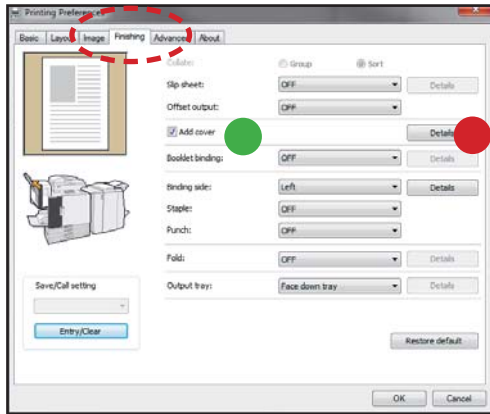 Printing Preferences
Basic Layout Image Finishing Advanced About
Collate: Group Sort
Slip sheet: OFF Details
Offset output: OFF
Add cover Details
Booklet binding: OFF Details
Binding side: Left Details
Staple: OFF
Punch: OFF
Fold: OFF Details
Output tray: Face down tray Details
Save/Call setting
Entry/Clear
Restore default
OK Cancel